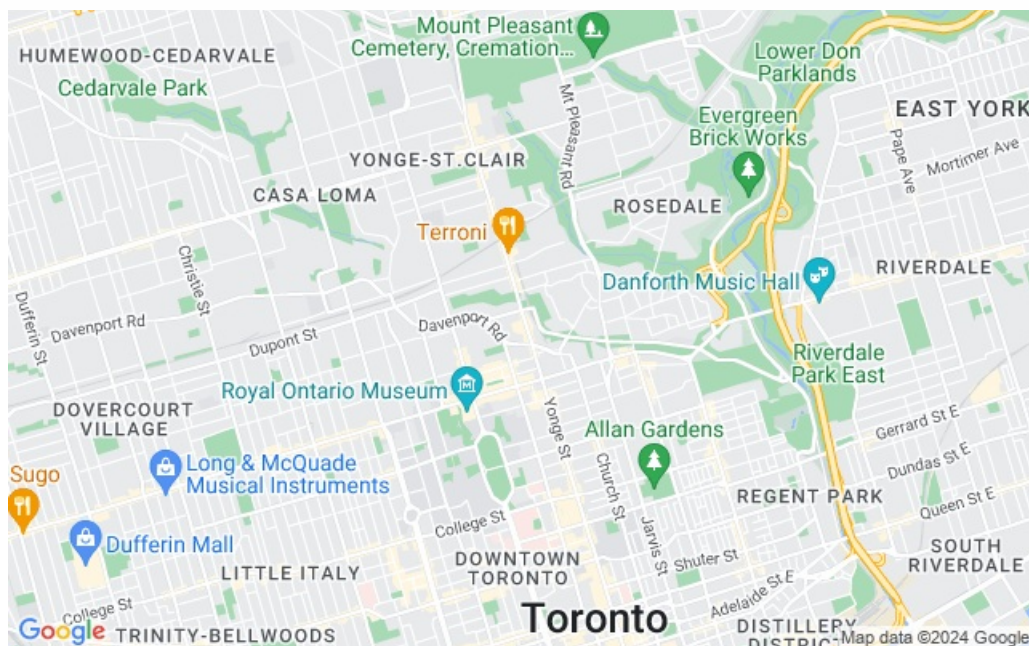 Mount Pleasant
Cemetery, Cremation...
HUMEWOOD-CEDARVALE
Lower Don
Parklands
Cedarvale Park
Mt Pleasant Rd
Evergreen
Brick Works
EAST YORK
Pape Ave
Mortimer Ave
YONGE-ST.CLAIR
CASA LOMA
ROSEDALE
Terroni
Christie St
Danforth Music Hall
RIVERDALE
Dufferin St
Davenport Rd
Dupont St
Davenport Rd
Riverdale
Park East
Royal Ontario Museum
M
Yonge St
DOVERCOURT
VILLAGE
Allan Gardens
Gerrard St E
Church St
Dundas St E
Sugo
Long & McQuade
Musical Instruments
REGENT PARK
Queen St E
College St
Jarvis St
Dufferin Mall
DOWNTOWN
TORONTO
Shuter St
SOUTH
RIVERDALE
LITTLE ITALY
Adelaide St E
College St
Toronto
DISTILLERY
DISTRICT
Google
TRINITY-BELLWOODS
Map data ©2024 Google